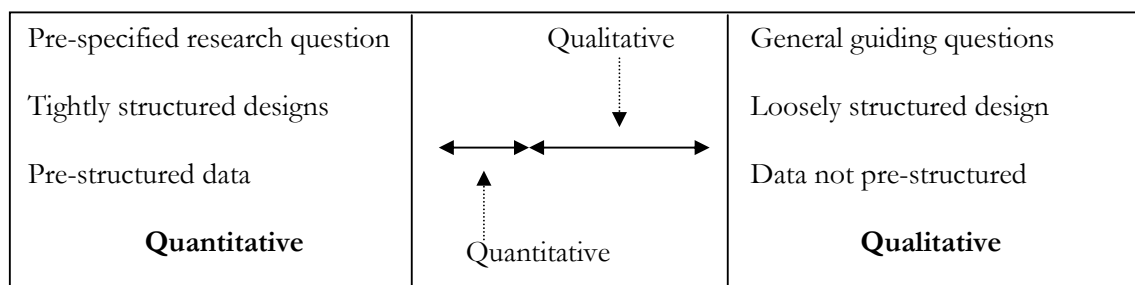 Pre-specified research question
Tightly structured designs
Pre-structured data
Quantitative
Qualitative
Quantitative
General guiding questions
Loosely structured design
Data not pre-structured
Qualitative